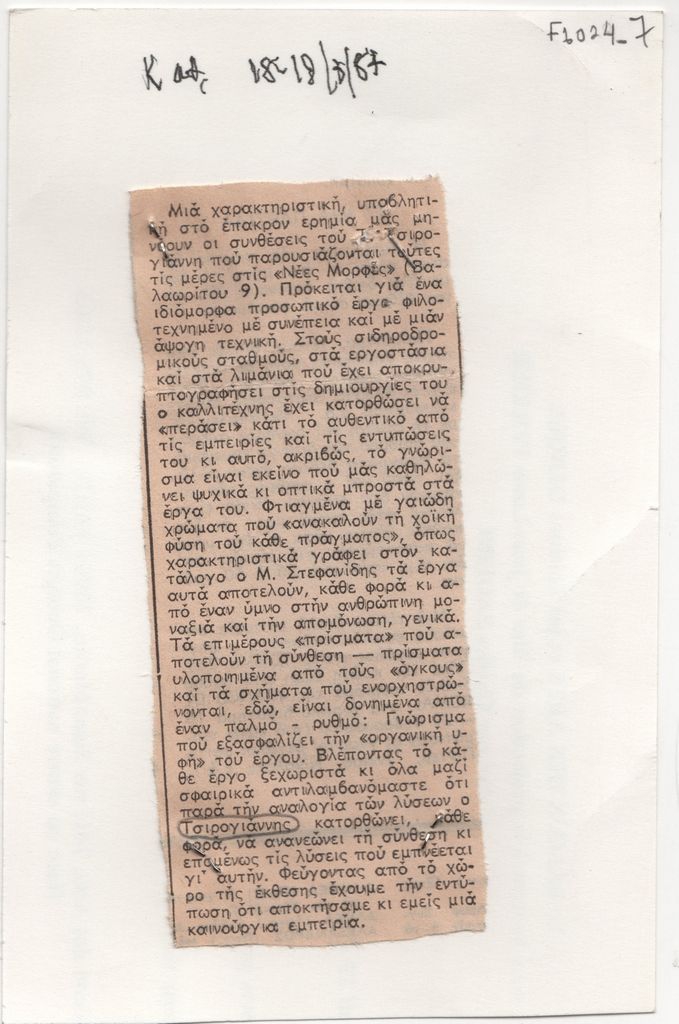 F1024-7
Καθ. 18-18/3/87
Μιά χαρακτηριστική, υποβλητι-
κή στό έπακρον ερημία μάς μη-
νύουν οι συνθέσεις τού Τσιρο-
γιάννη πού παρουσιάζονται τούτες
τίς μέρες στίς «Νέες Μορφές» (Βα-
λαωρίτου 9). Πρόκειται γιά ένα
ιδιόμορφα προσωπικό έργο φιλο-
τεχνημένο μέ συνέπεια καί μέ μιάν
άψογη τεχνική. Στούς σιδηροδρο-
μικούς σταθμούς, στά εργοστάσια
καί στά λιμάνια πού έχει αποκρυ-
πτογραφήσει στίς δημιουργίες του
ο καλλιτέχνης έχει κατορθώσει νά
«περάσει» κάτι τό αυθεντικό από
τίς εμπειρίες καί τίς εντυπώσεις
του κι αυτό, ακριβώς, τό γνώρι-
σμα είναι εκείνο πού μάς καθηλώ-
νει ψυχικά κι οπτικά μπροστά στά
έργα του. Φτιαγμένα μέ γαιώδη
χρώματα πού «ανακαλούν τή χοϊκή
φύση τού κάθε πράγματος», όπως
χαρακτηριστικά γράφει στόν κα-
τάλογο ο Μ. Στεφανίδης τά έργα
αυτά αποτελούν, κάθε φορά κι α-
πό έναν ύμνο στήν ανθρώπινη μο-
ναξιά καί τήν απομόνωση, γενικά.
Τά επιμέρους «πρίσματα» πού α-
ποτελούν τή σύνθεση — πρίσματα
υλοποιημένα από τούς «όγκους»
καί τά σχήματα πού ενορχηστρώ-
νονται, εδώ, είναι δονημένα από
έναν παλμό - ρυθμό: Γνώρισμα
πού εξασφαλίζει τήν «οργανική υ-
φή» τού έργου. Βλέποντας τό κά-
θε έργο ξεχωριστά κι όλα μαζί
σφαιρικά αντιλαμβανόμαστε ότι
παρά τήν αναλογία τών λύσεων ο
Τσιρογιάννης κατορθώνει, κάθε
φορά, νά ανανεώνει τή σύνθεση κι
επομένως τίς λύσεις πού εμπνέεται
γι' αυτήν. Φεύγοντας από τό χώ-
ρο τής έκθεσης έχουμε τήν εντύ-
πωση ότι αποκτήσαμε κι εμείς μιά
καινούργια εμπειρία.